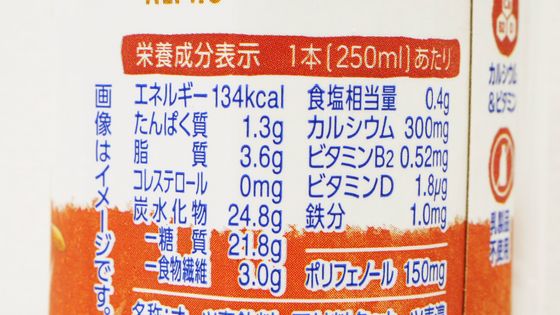 栄養成分表示 1本(250ml)あたり
エネルギー 134kcal
たんぱく質 1.3g
脂質 3.6g
コレステロール 0mg
炭水化物 24.8g
―糖質 21.8g
―食物繊維 3.0g
食塩相当量 0.4g
カルシウム 300mg
ビタミンB2 0.52mg
ビタミンD 1.8μg
鉄分 1.0mg
ポリフェノール 150mg
画像はイメージです。
カルシウム
&ビタミン
乳製品
不使用